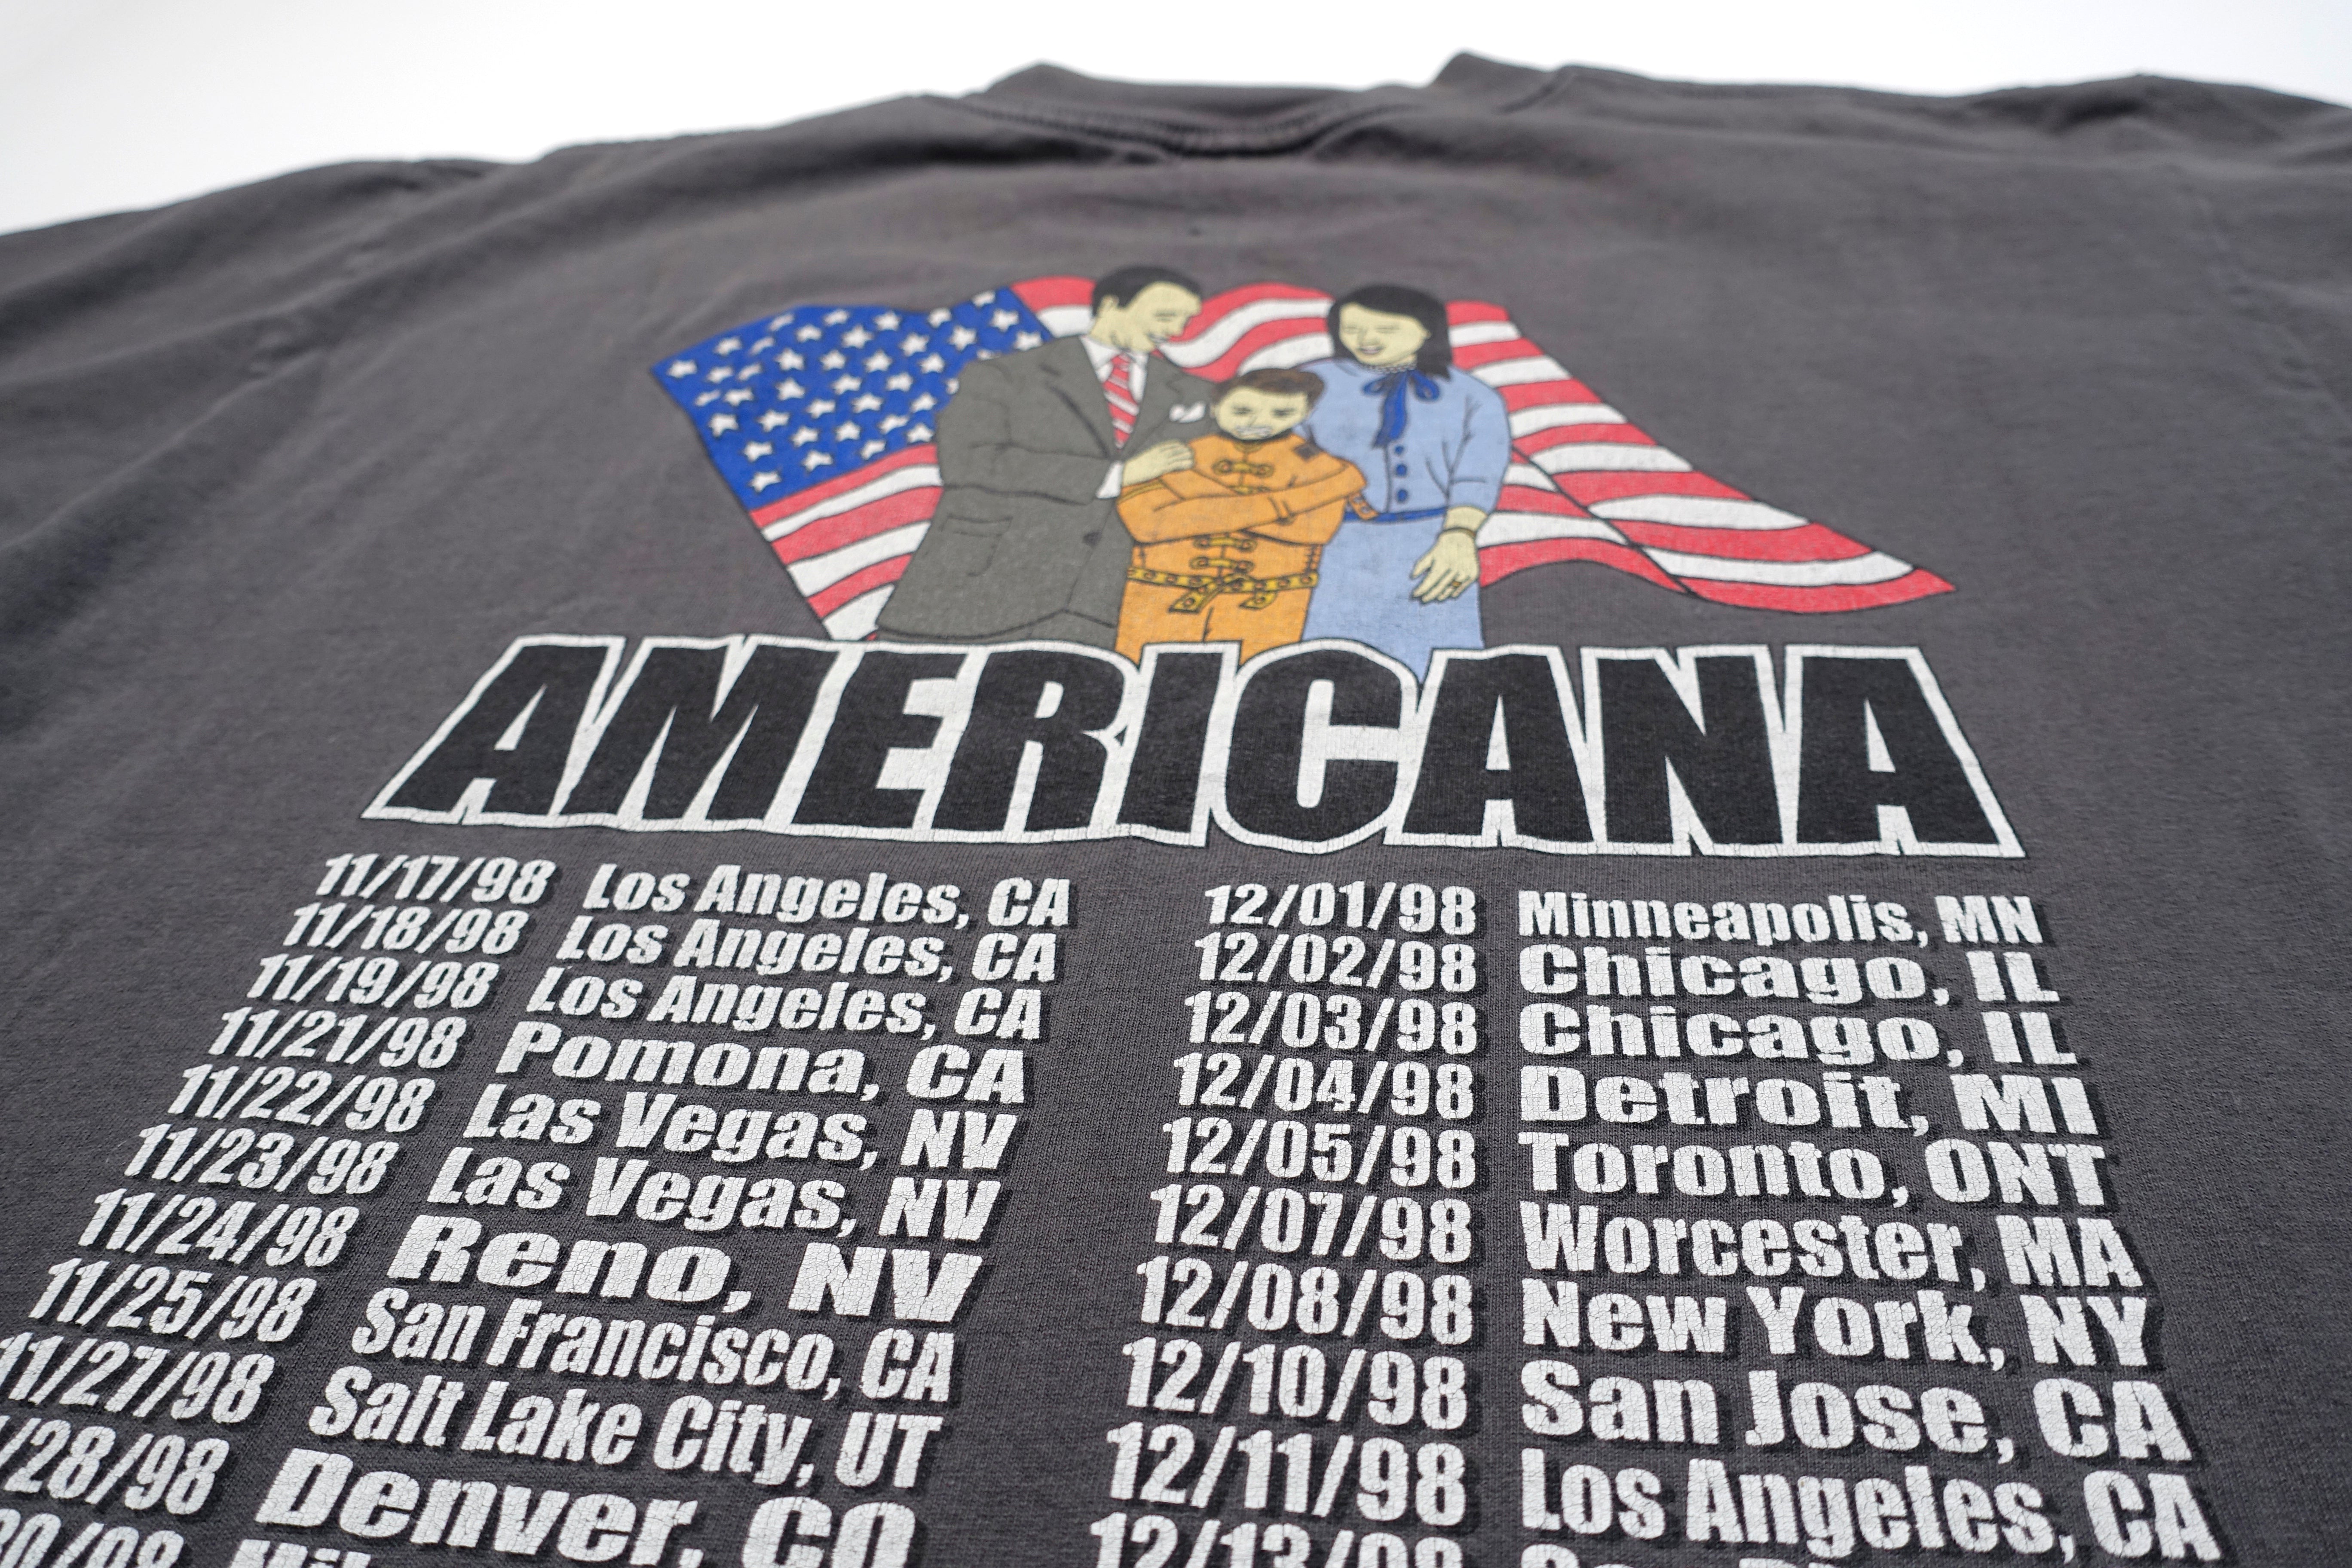 AMERICANA
11/17/98 Los Angeles, CA
11/18/98 Los Angeles, CA
11/19/98 Los Angeles, CA
11/21/98 Pomona, CA
11/22/98 Las Vegas, NV
11/23/98 Las Vegas, NV
11/24/98 Reno, NV
11/25/98 San Francisco, CA
11/27/98 Salt Lake City, UT
/28/98 Denver, CO
12/01/98 Minneapolis, MN
12/02/98 Chicago, IL
12/03/98 Chicago, IL
12/04/98 Detroit, MI
12/05/98 Toronto, ONT
12/07/98 Worcester, MA
12/08/98 New York, NY
12/10/98 San Jose, CA
12/11/98 Los Angeles, CA
12/13/98